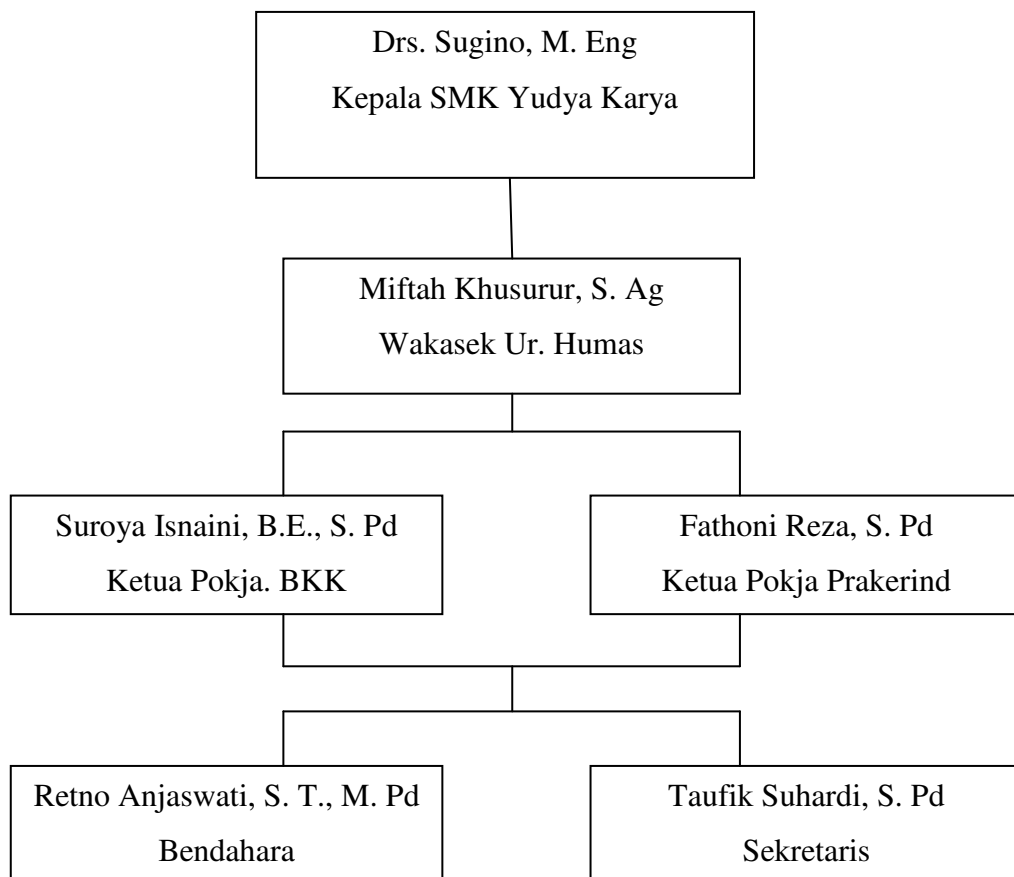 Drs. Sugino, M. Eng
Kepala SMK Yudya Karya
Miftah Khusurur, S. Ag
Wakasek Ur. Humas
Suroya Isnaini, B.E., S. Pd
Ketua Pokja. BKK
Fathoni Reza, S. Pd
Ketua Pokja Prakerind
Retno Anjaswati, S. T., M. Pd
Bendahara
Taufik Suhardi, S. Pd
Sekretaris